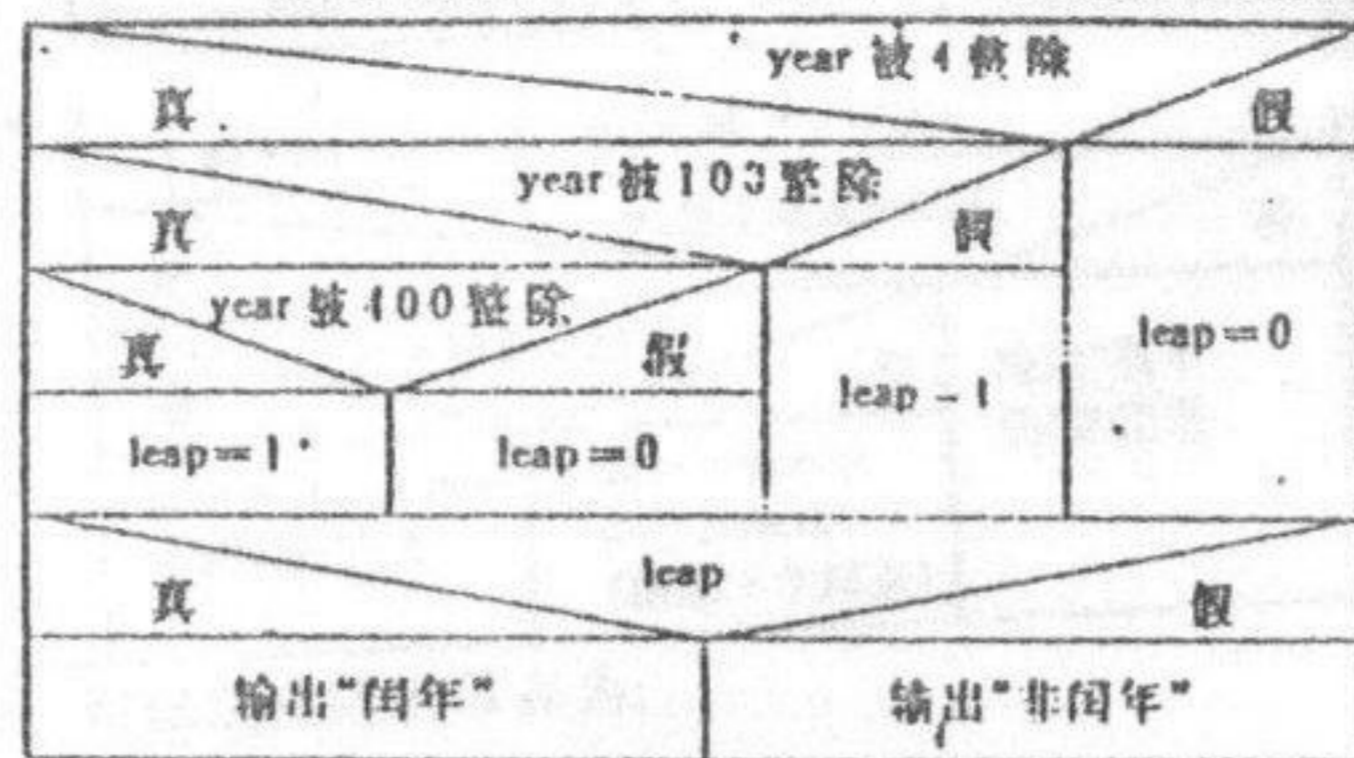 year 被 4 整除
真
假
year 被 100 整除
真
假
year 被 400 整除
真
假
leap=0
leap=1
leap=1
leap=0
leap
真
假
输出“闰年”
输出“非闰年”